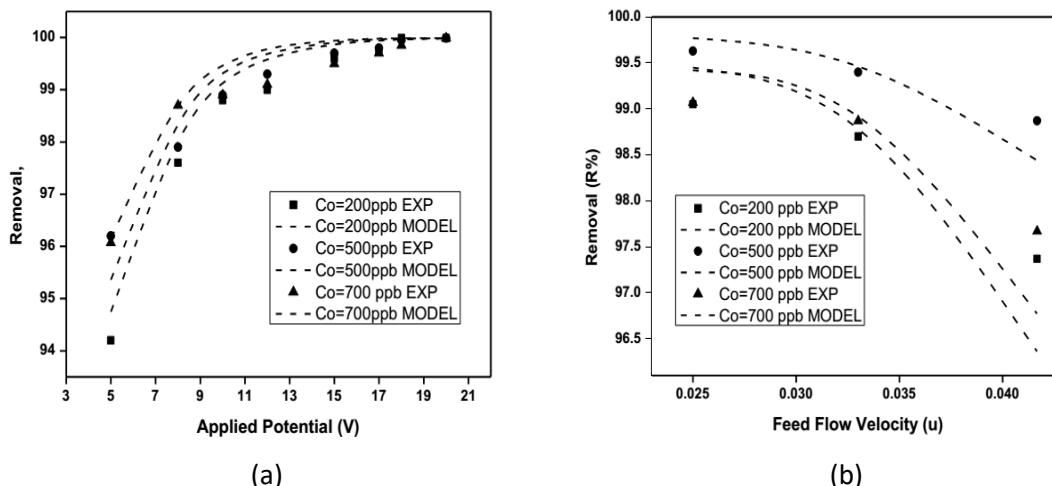 100
99
98
97
96
95
94
3 5 7 9 11 13 15 17 19 21
Removal,
Applied Potential (V)
Co=200ppb EXP
Co=200ppb MODEL
Co=500ppb EXP
Co=500ppb MODEL
Co=700 ppb EXP
Co=700ppb MODEL
(a)
100.0
99.5
99.0
98.5
98.0
97.5
97.0
96.5
0.025 0.030 0.035 0.040
Removal (R%)
Feed Flow Velocity (u)
Co=200 ppb EXP
Co=200 ppb MODEL
Co=500 ppb EXP
Co=500 ppb MODEL
Co=700 ppb EXP
Co=700 ppb MODEL
(b)